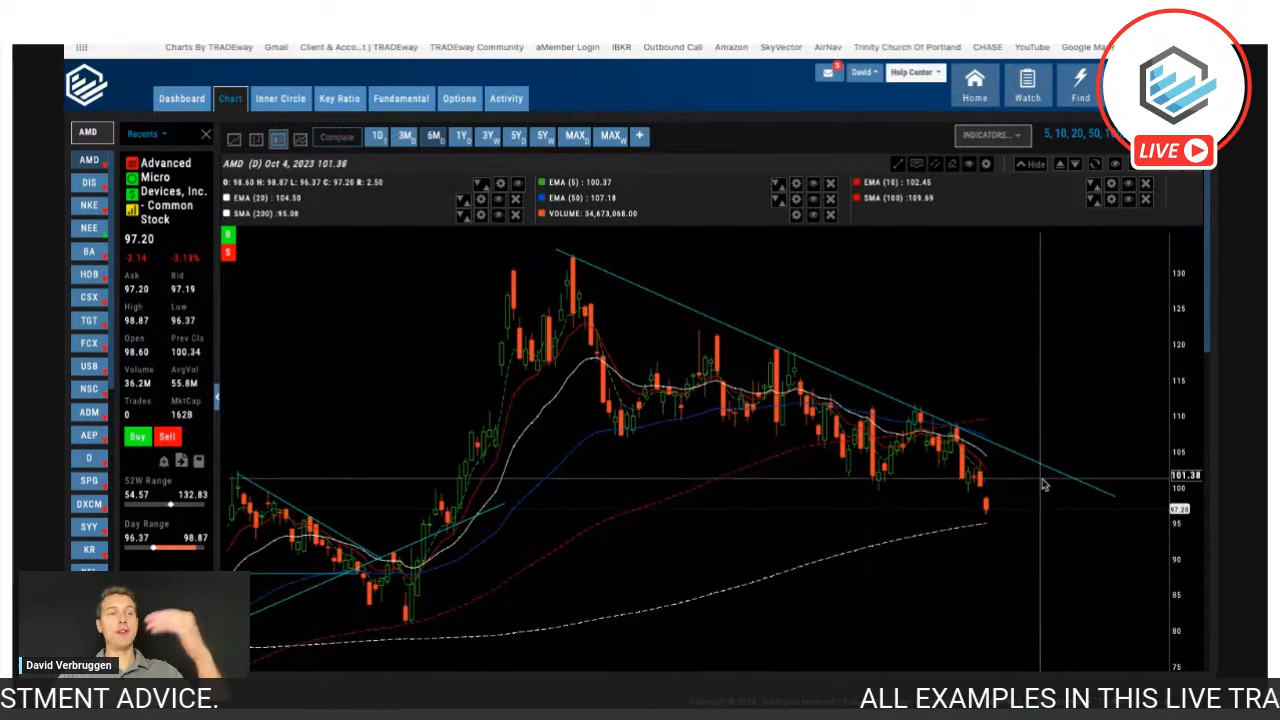 Charts By TRADEway Gmail Client & Acco...t | TRADEway TRADEway Community aMember Login IBKR Outbound Call Amazon SkyVector AirNav Trinity Church Of Portland CHASE YouTube Google Ma
3
David Help Center
Dashboard Chart Inner Circle Key Ratio Fundamental Options Activity
Home Watch Find
LIVE
AMD Recents
Compare 1D 3M D 6M D 1Y D 3Y W 5Y D 5Y W MAX D MAX W + INDICATORS... 5, 10, 20, 50, 1
AMD (D) Oct 4, 2023 101.38 Hide
O: 98.60 H: 98.87 L: 96.37 C: 97.20 R: 2.50 EMA (5) : 100.37 EMA (10) : 102.45
EMA (20) : 104.50 EMA (50) : 107.18 SMA (100) :109.69
SMA (200) :95.08 VOLUME: 34,673,068.00
B
S
AMD
DIS
NKE
NEE
BA
HDB
CSX
TGT
FCX
USB
NSC
ADM
AEP
D
SPG
DXCM
SYY
KR
Advanced
Micro
Devices, Inc.
- Common
Stock
97.20
-3.14 -3.13%
Ask Bid
97.20 97.19
High Low
98.87 96.37
Open Prev Cls
98.60 100.34
Volume AvgVol
36.2M 55.8M
Trades MktCap
0 1628
Buy Sell
52W Range
54.57 132.83
Day Range
96.37 98.87
130
125
120
115
110
105
101.38
100
97.20
95
90
85
80
75
David Verbruggen
STMENT ADVICE. ALL EXAMPLES IN THIS LIVE TRA